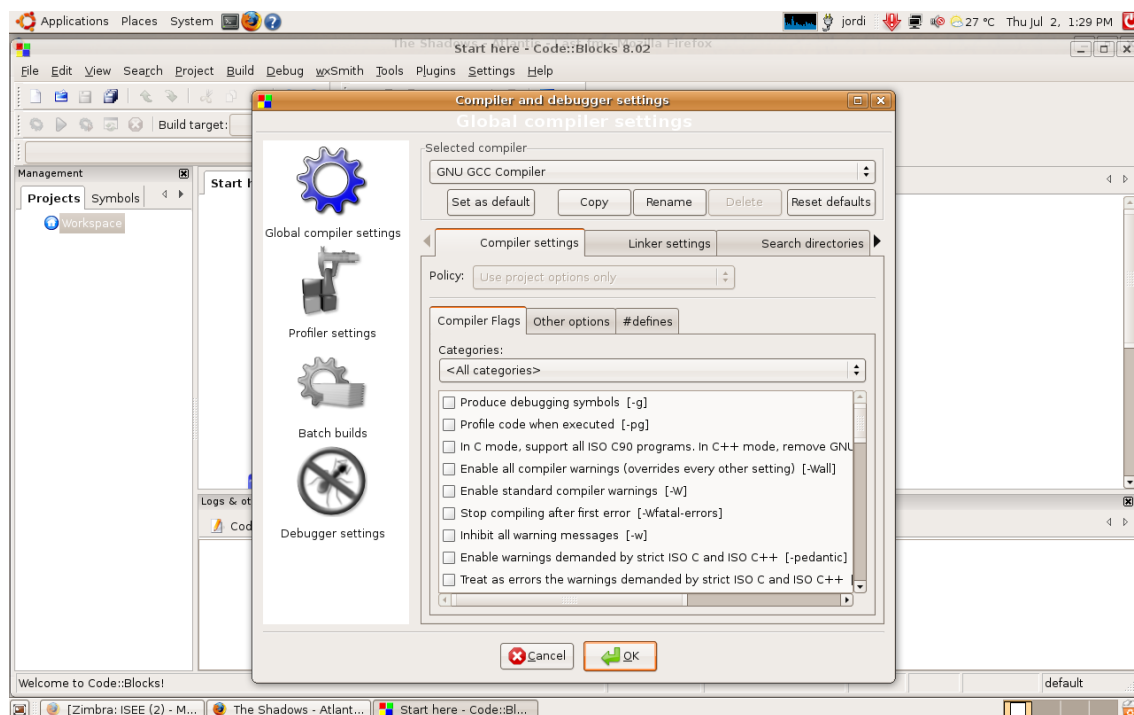 Applications Places System
jordi
27 °C
Thu Jul 2, 1:29 PM
The Shadows - Atlantis - Last.fm - Mozilla Firefox
Start here - Code::Blocks 8.02
File Edit View Search Project Build Debug wxSmith Tools Plugins Settings Help
Build target:
Management
Projects Symbols
Workspace
Start h
Logs & ot
Cod
Compiler and debugger settings
Global compiler settings
Global compiler settings
Profiler settings
Batch builds
Debugger settings
Selected compiler
GNU GCC Compiler
Set as default Copy Rename Delete Reset defaults
Compiler settings Linker settings Search directories
Policy: Use project options only
Compiler Flags Other options #defines
Categories:
<All categories>
Produce debugging symbols [-g]
Profile code when executed [-pg]
In C mode, support all ISO C90 programs. In C++ mode, remove GNU
Enable all compiler warnings (overrides every other setting) [-Wall]
Enable standard compiler warnings [-W]
Stop compiling after first error [-Wfatal-errors]
Inhibit all warning messages [-w]
Enable warnings demanded by strict ISO C and ISO C++ [-pedantic]
Treat as errors the warnings demanded by strict ISO C and ISO C++ [
Cancel OK
Welcome to Code::Blocks!
default
[Zimbra: ISEE (2) - M... The Shadows - Atlant... Start here - Code::Bl...